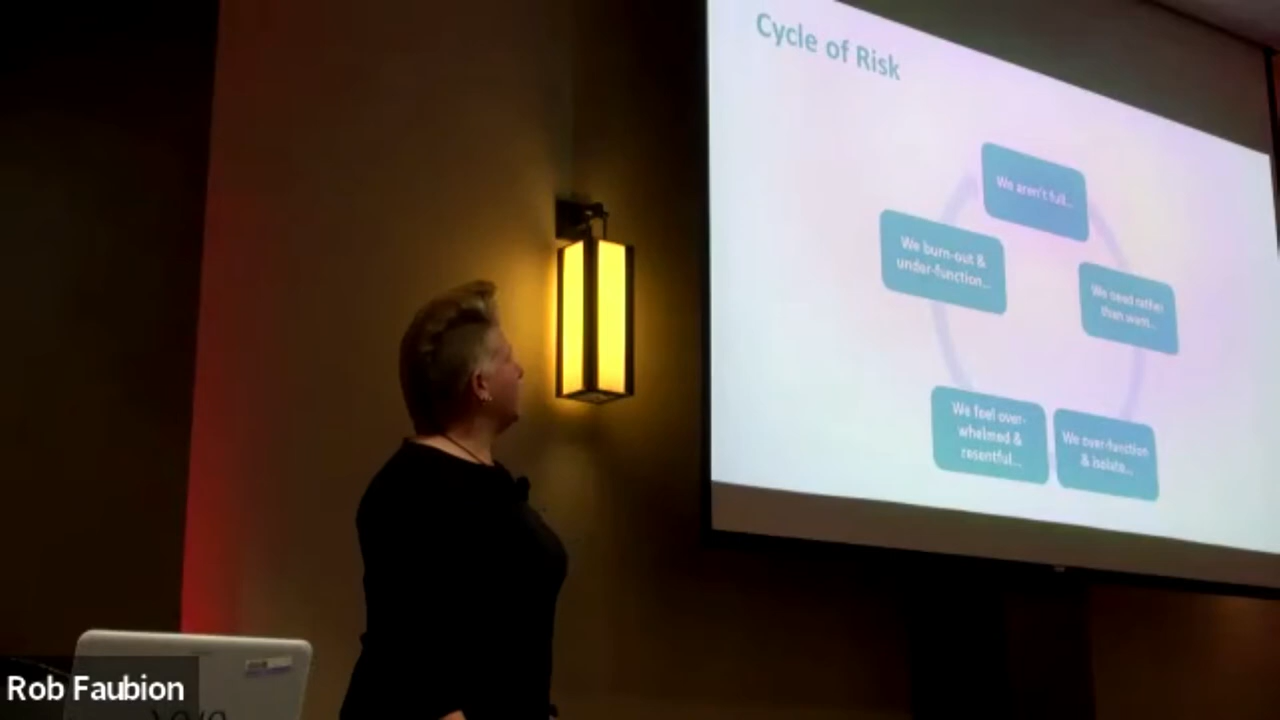 Cycle of Risk
We aren't full...
We need rather
than want...
We over-function
& isolate...
We feel over-
whelmed &
resentful...
We burn-out &
under-function...
Rob Faubion